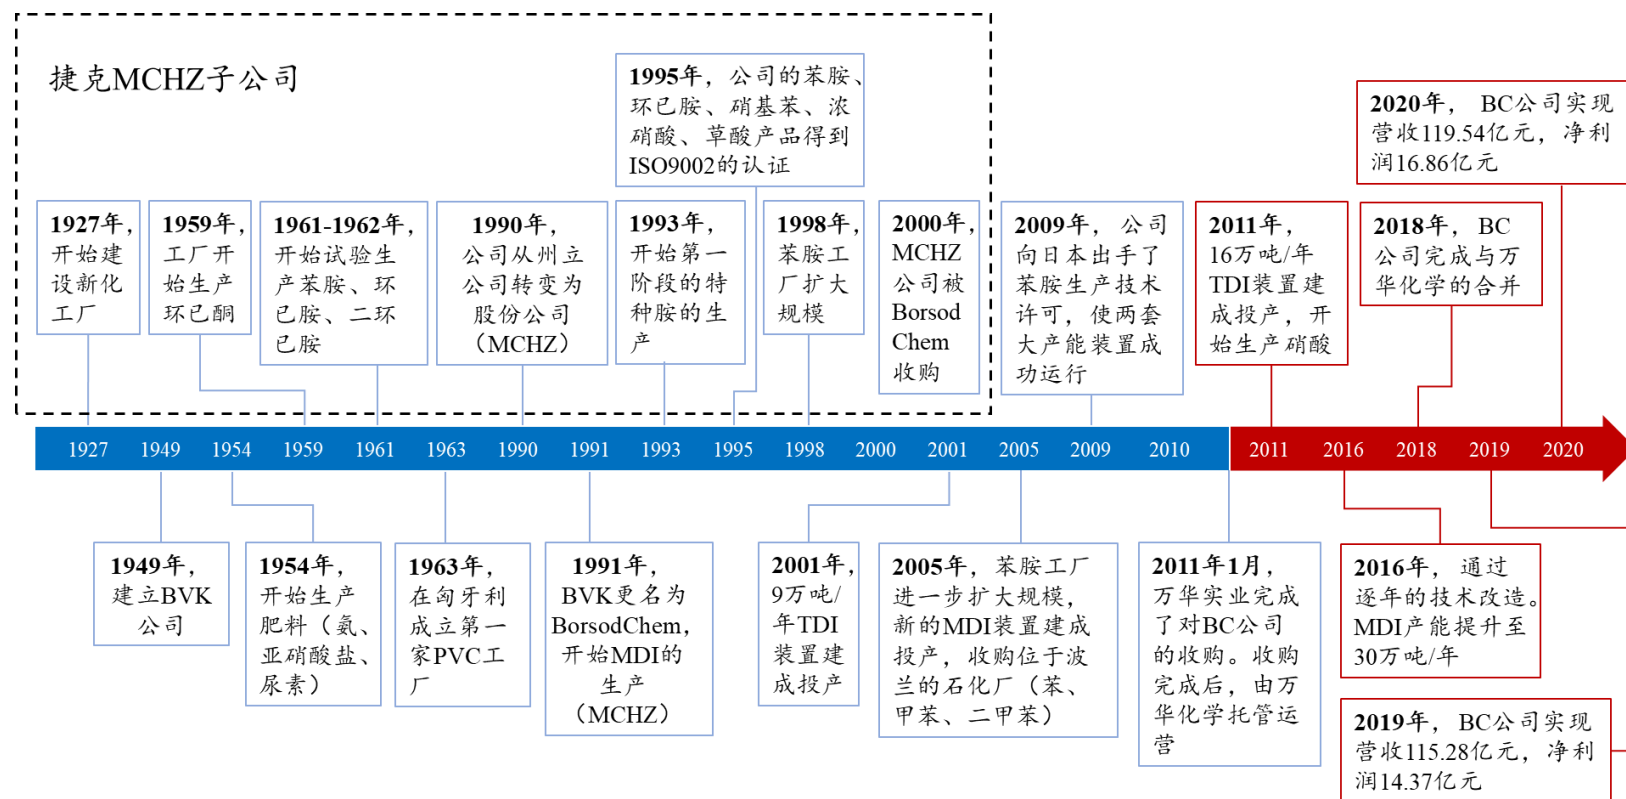 捷克MCHZ子公司
1995年，公司的苯胺、
环已胺、硝基苯、浓
硝酸、草酸产品得到
ISO9002的认证
2020年， BC公司实现
营收119.54亿元，净利
润16.86亿元
1927年，
开始建
设新化
工厂
1959年，
工厂开
始生产
环已酮
1961-1962年，
开始试验生
产苯胺、环
已胺、二环
已胺
1990年，
公司从州立
公司转变为
股份公司
（MCHZ）
1993年，
开始第一
阶段的特
种胺的生
产
1998年，
苯胺工
厂扩大
规模
2000年，
MCHZ
公司被
Borsod
Chem
收购
2009年， 公司
向日本出手了
苯胺生产技术
许可，使两套
大产能装置成
功运行
2011年，
16万吨/年
TDI装置建
成投产，开
始生产硝酸
2018年， BC
公司完成与万
华化学的合并
1927 1949 1954 1959 1961 1963 1990 1991 1993 1995 1998 2000 2001 2005 2009 2010 2011 2016 2018 2019 2020
1949年，
建立BVK
公司
1954年，
开始生产
肥料（氨、
亚硝酸盐、
尿素）
1963年，
在匈牙利
成立第一
家PVC工
厂
1991年，
BVK更名为
BorsodChem，
开始MDI的
生产
（MCHZ）
2001年，
9万吨/
年TDI
装置建
成投产
2005年， 苯胺工厂
进一步扩大规模，
新的MDI装置建成
投产，收购位于波
兰的石化厂（苯、
甲苯、二甲苯）
2011年1月，
万华实业完成
了对BC公司
的收购。收购
完成后，由万
华化学托管运
营
2016年， 通过
逐年的技术改造。
MDI产能提升至
30万吨/年
2019年， BC公司实现
营收115.28亿元，净利
润14.37亿元